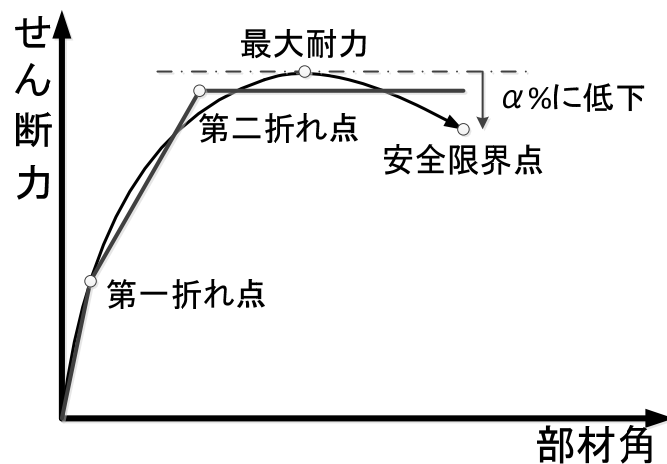 せん断力
最大耐力
α%に低下
第二折れ点
安全限界点
第一折れ点
部材角